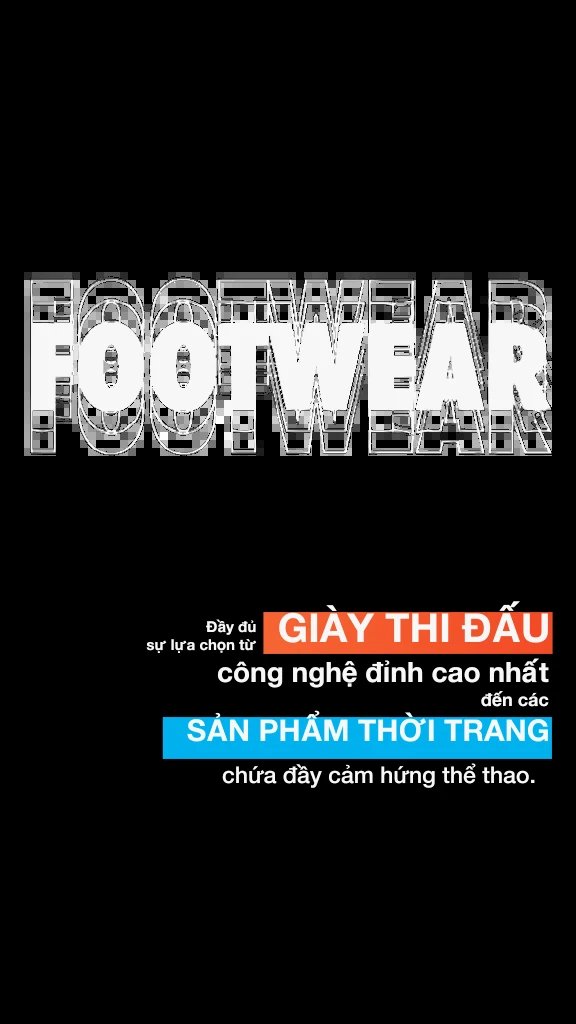 FOOTWEAR
Đầy đủ
sự lựa chọn từ
GIÀY THI ĐẤU
công nghệ đỉnh cao nhất
đến các
SẢN PHẨM THỜI TRANG
chứa đầy cảm hứng thể thao.